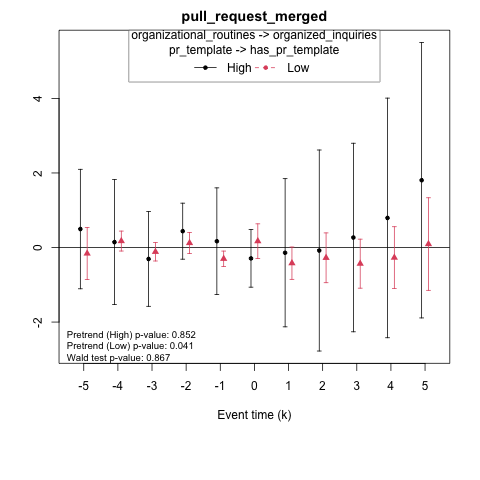 pull_request_merged
organizational_routines -> organized_inquiries
pr_template -> has_pr_template
High Low
4
2
0
-2
Pretrend (High) p-value: 0.852
Pretrend (Low) p-value: 0.041
Wald test p-value: 0.867
-5 -4 -3 -2 -1 0 1 2 3 4 5
Event time (k)